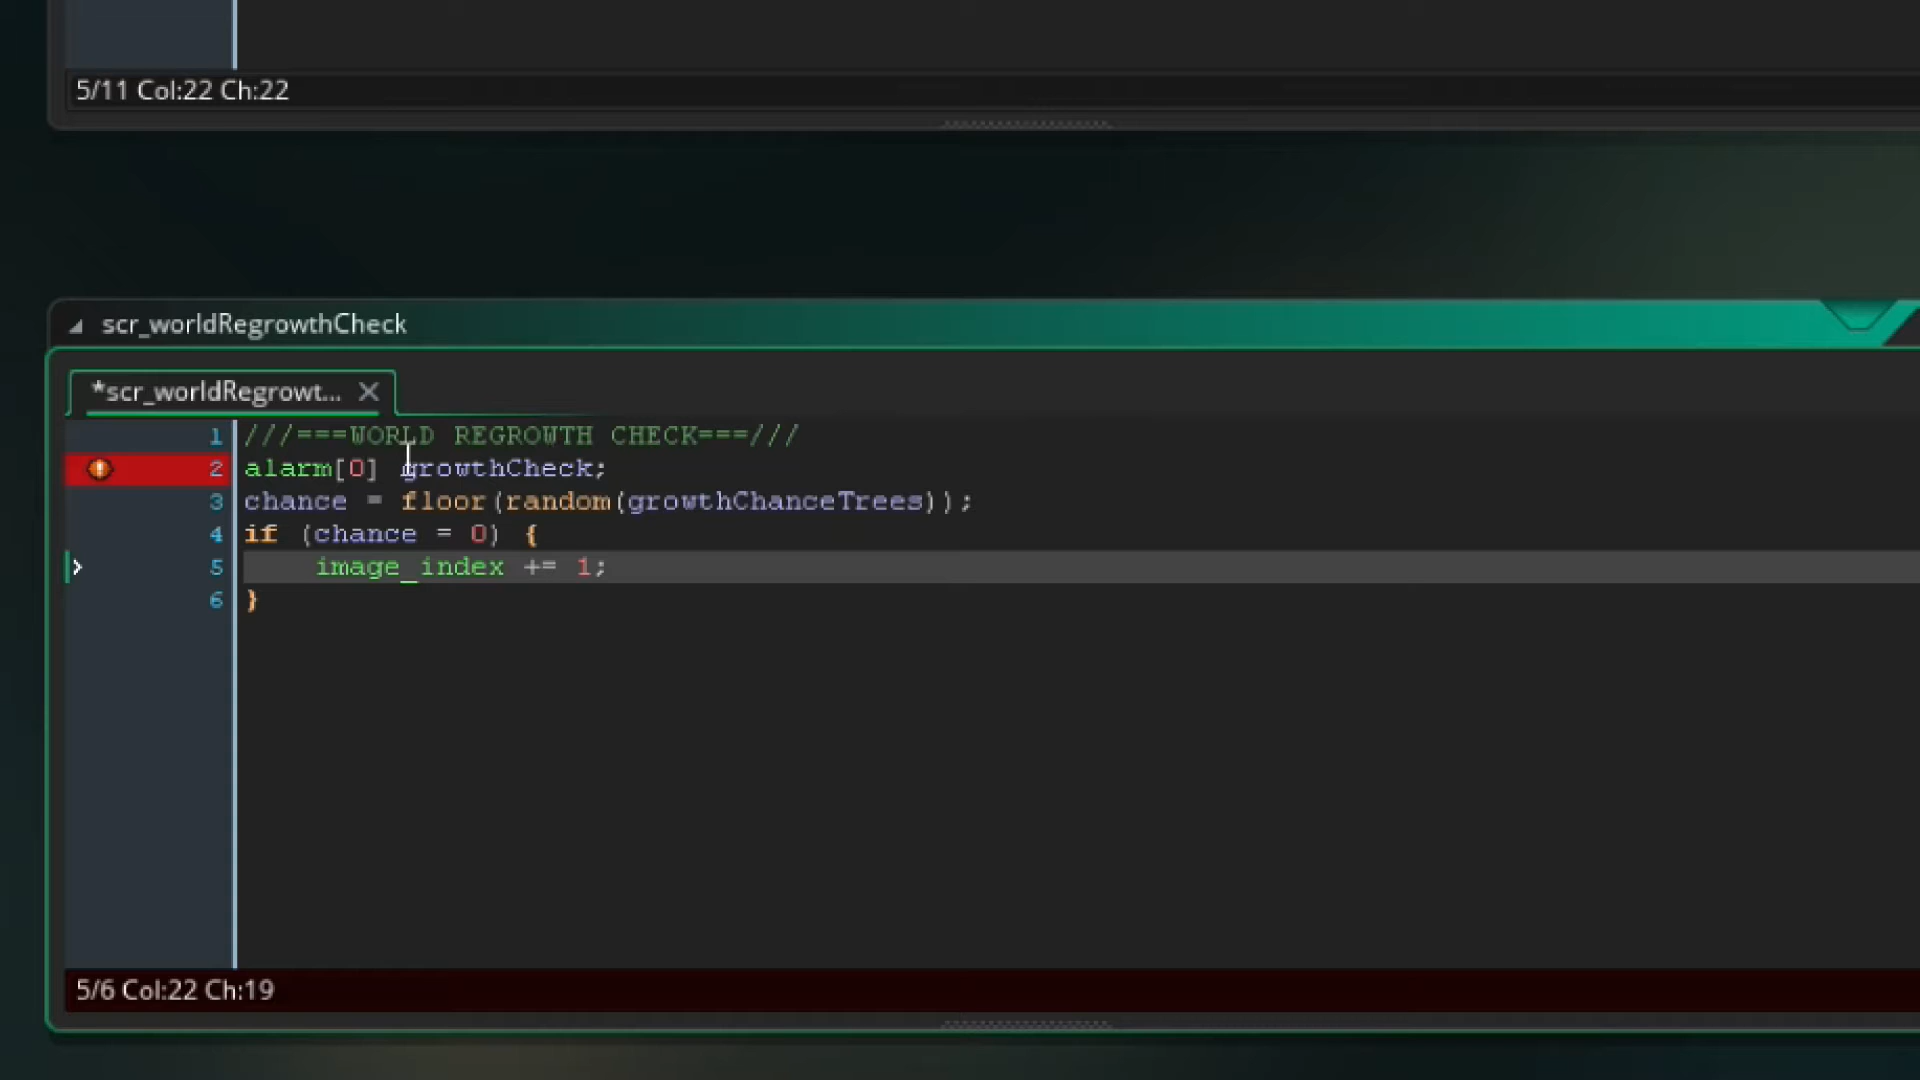 5/11 Col:22 Ch:22
scr_worldRegrowthCheck
*scr_worldRegrowt...
1 ///===WORLD REGROWTH CHECK===///
2 alarm[0] growthCheck;
3 chance = floor(random(growthChanceTrees));
4 if (chance = 0) {
5 image_index += 1;
6 }
5/6 Col:22 Ch:19